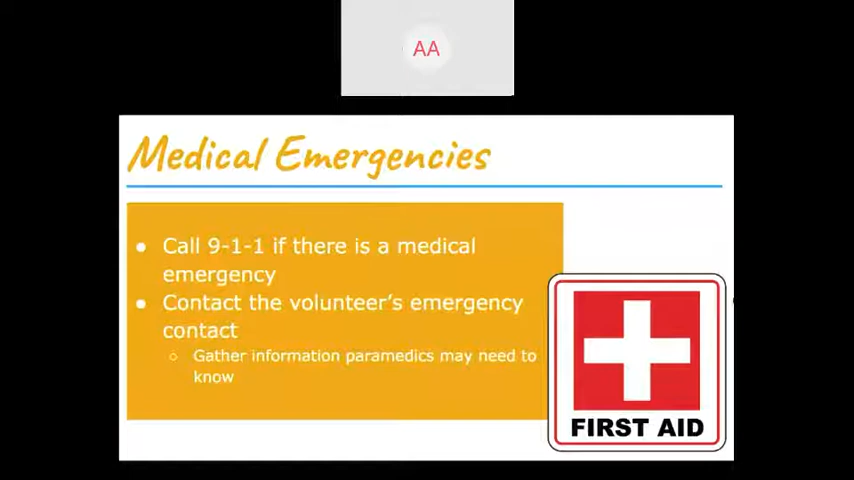 AA
Medical Emergencies
● Call 9-1-1 if there is a medical
emergency
● Contact the volunteer's emergency
contact
○ Gather information paramedics may need to
know
FIRST AID